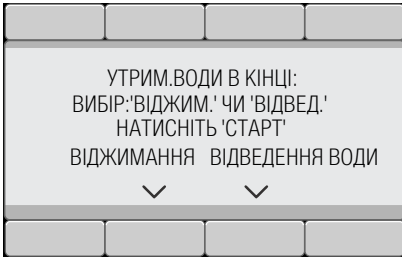 УТРИМ.ВОДИ В КІНЦІ:
ВИБІР:'ВІДЖИМ.' ЧИ 'ВІДВЕД.'
НАТИСНІТЬ 'СТАРТ'
ВІДЖИМАННЯ ВІДВЕДЕННЯ ВОДИ